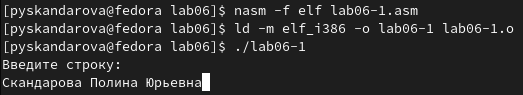 [pyskandarova@fedora lab06]$ nasm -f elf lab06-1.asm
[pyskandarova@fedora lab06]$ ld -m elf_i386 -o lab06-1 lab06-1.o
[pyskandarova@fedora lab06]$ ./lab06-1
Введите строку:
Скандарова Полина Юрьевна